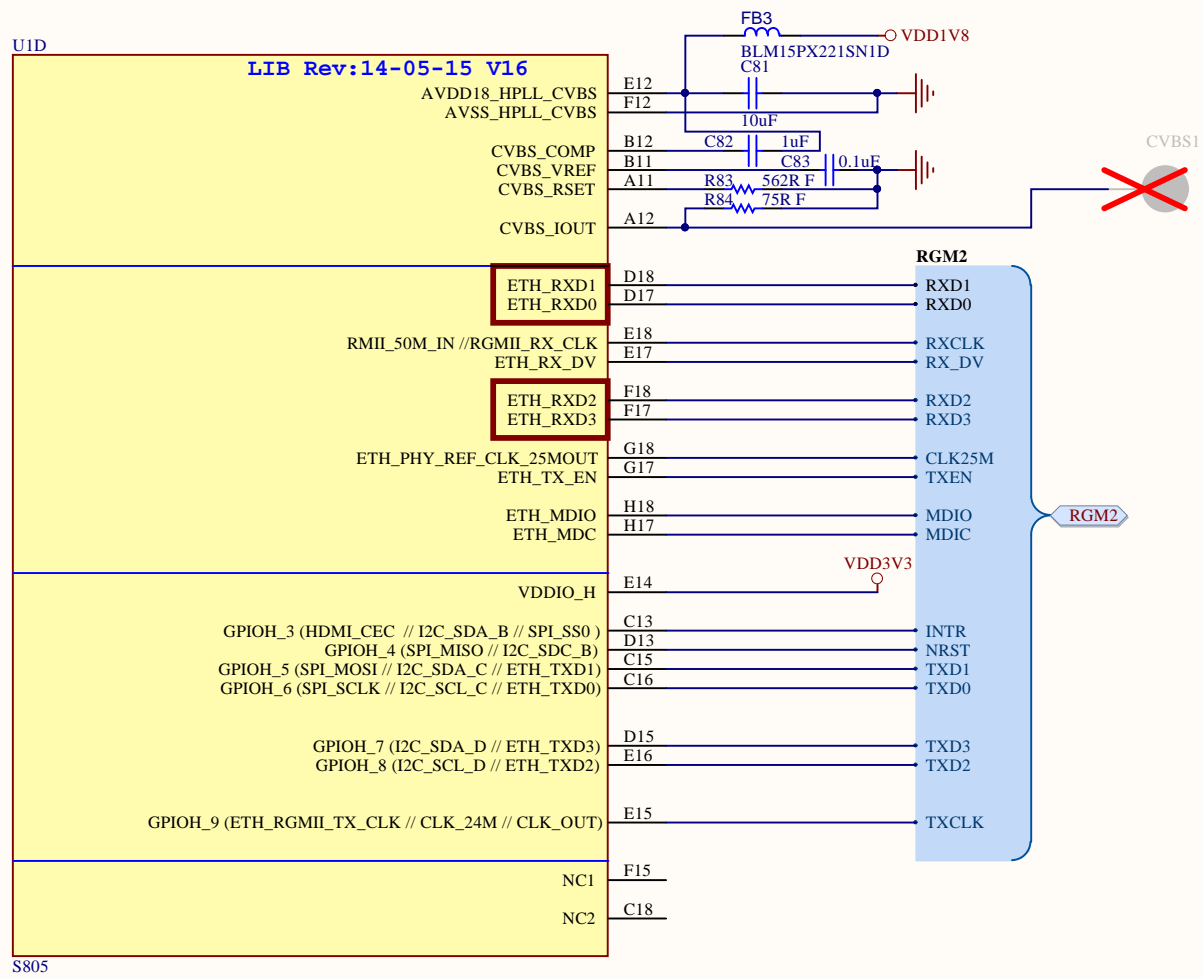 FB3
VDD1V8
U1D
BLM15PX221SN1D
LIB Rev:14-05-15 V16
C81
AVDD18_HPLL_CVBS E12
AVSS_HPLL_CVBS F12
10uF
CVBS1
CVBS_COMP B12 C82 1uF
CVBS_VREF B11 C83 0.1uF
CVBS_RSET A11 R83 562R F
R84 75R F
CVBS_IOUT A12
RGM2
ETH_RXD1 D18 RXD1
ETH_RXD0 D17 RXD0
RMII_50M_IN //RGMII_RX_CLK E18 RXCLK
ETH_RX_DV E17 RX_DV
ETH_RXD2 F18 RXD2
ETH_RXD3 F17 RXD3
ETH_PHY_REF_CLK_25MOUT G18 CLK25M
ETH_TX_EN G17 TXEN
ETH_MDIO H18 MDIO
RGM2
ETH_MDC H17 MDIC
VDD3V3
VDDIO_H E14
GPIOH_3 (HDMI_CEC // I2C_SDA_B // SPI_SS0 ) C13 INTR
GPIOH_4 (SPI_MISO // I2C_SDC_B) D13 NRST
GPIOH_5 (SPI_MOSI // I2C_SDA_C // ETH_TXD1) C15 TXD1
GPIOH_6 (SPI_SCLK // I2C_SCL_C // ETH_TXD0) C16 TXD0
GPIOH_7 (I2C_SDA_D // ETH_TXD3) D15 TXD3
GPIOH_8 (I2C_SCL_D // ETH_TXD2) E16 TXD2
GPIOH_9 (ETH_RGMII_TX_CLK // CLK_24M // CLK_OUT) E15 TXCLK
NC1 F15
NC2 C18
S805